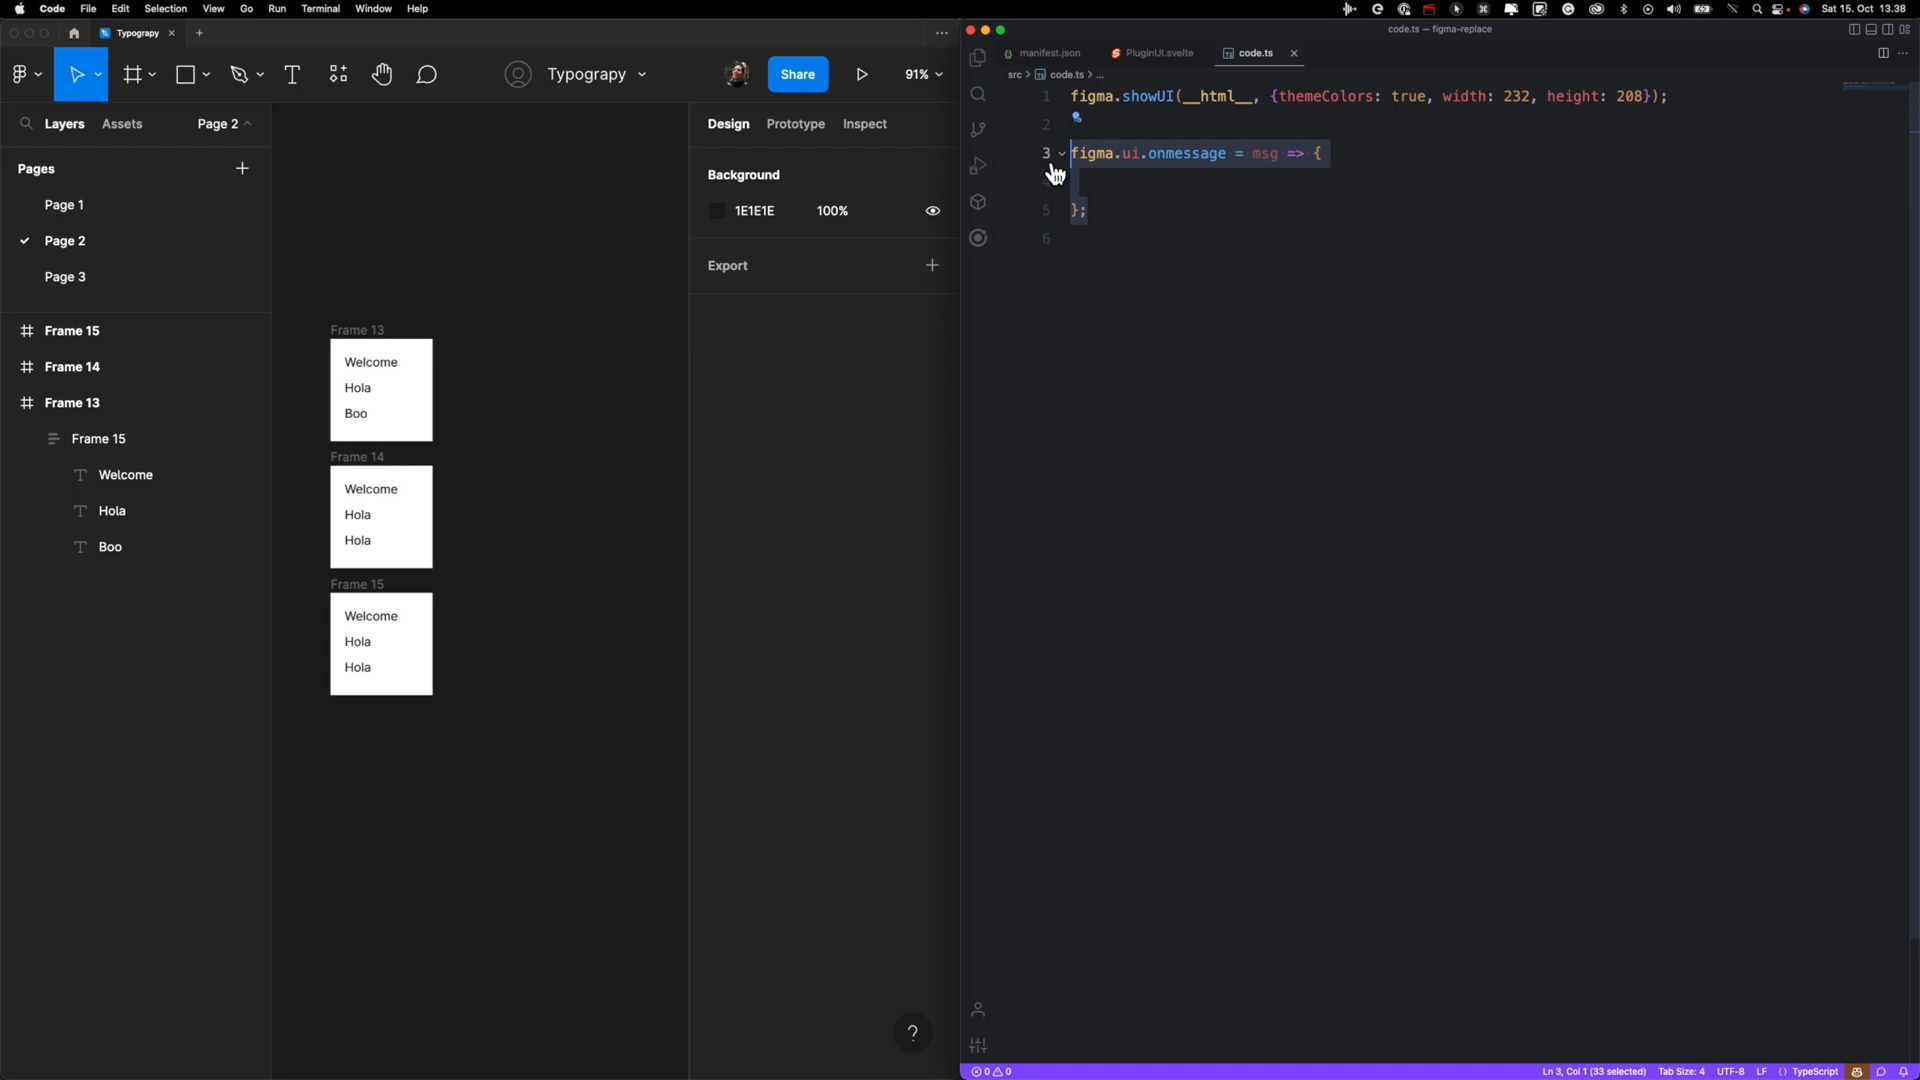 Code File Edit Selection View Go Run Terminal Window Help
Sat 15. Oct 13.38
Typograpy
Typograpy
Share
91%
Layers Assets Page 2
Pages
Page 1
Page 2
Page 3
Frame 15
Frame 14
Frame 13
Frame 15
Welcome
Hola
Boo
Frame 13
Welcome
Hola
Boo
Frame 14
Welcome
Hola
Hola
Frame 15
Welcome
Hola
Hola
Design Prototype Inspect
Background
1E1E1E 100%
Export
?
code.ts — figma-replace
manifest.json PluginUI.svelte TS code.ts
src > TS code.ts > ...
1 figma.showUI(__html__, {themeColors: true, width: 232, height: 208});
2
3 figma.ui.onmessage = msg => {
5 };
6
0 0
Ln 3, Col 1 (33 selected) Tab Size: 4 UTF-8 LF {} TypeScript